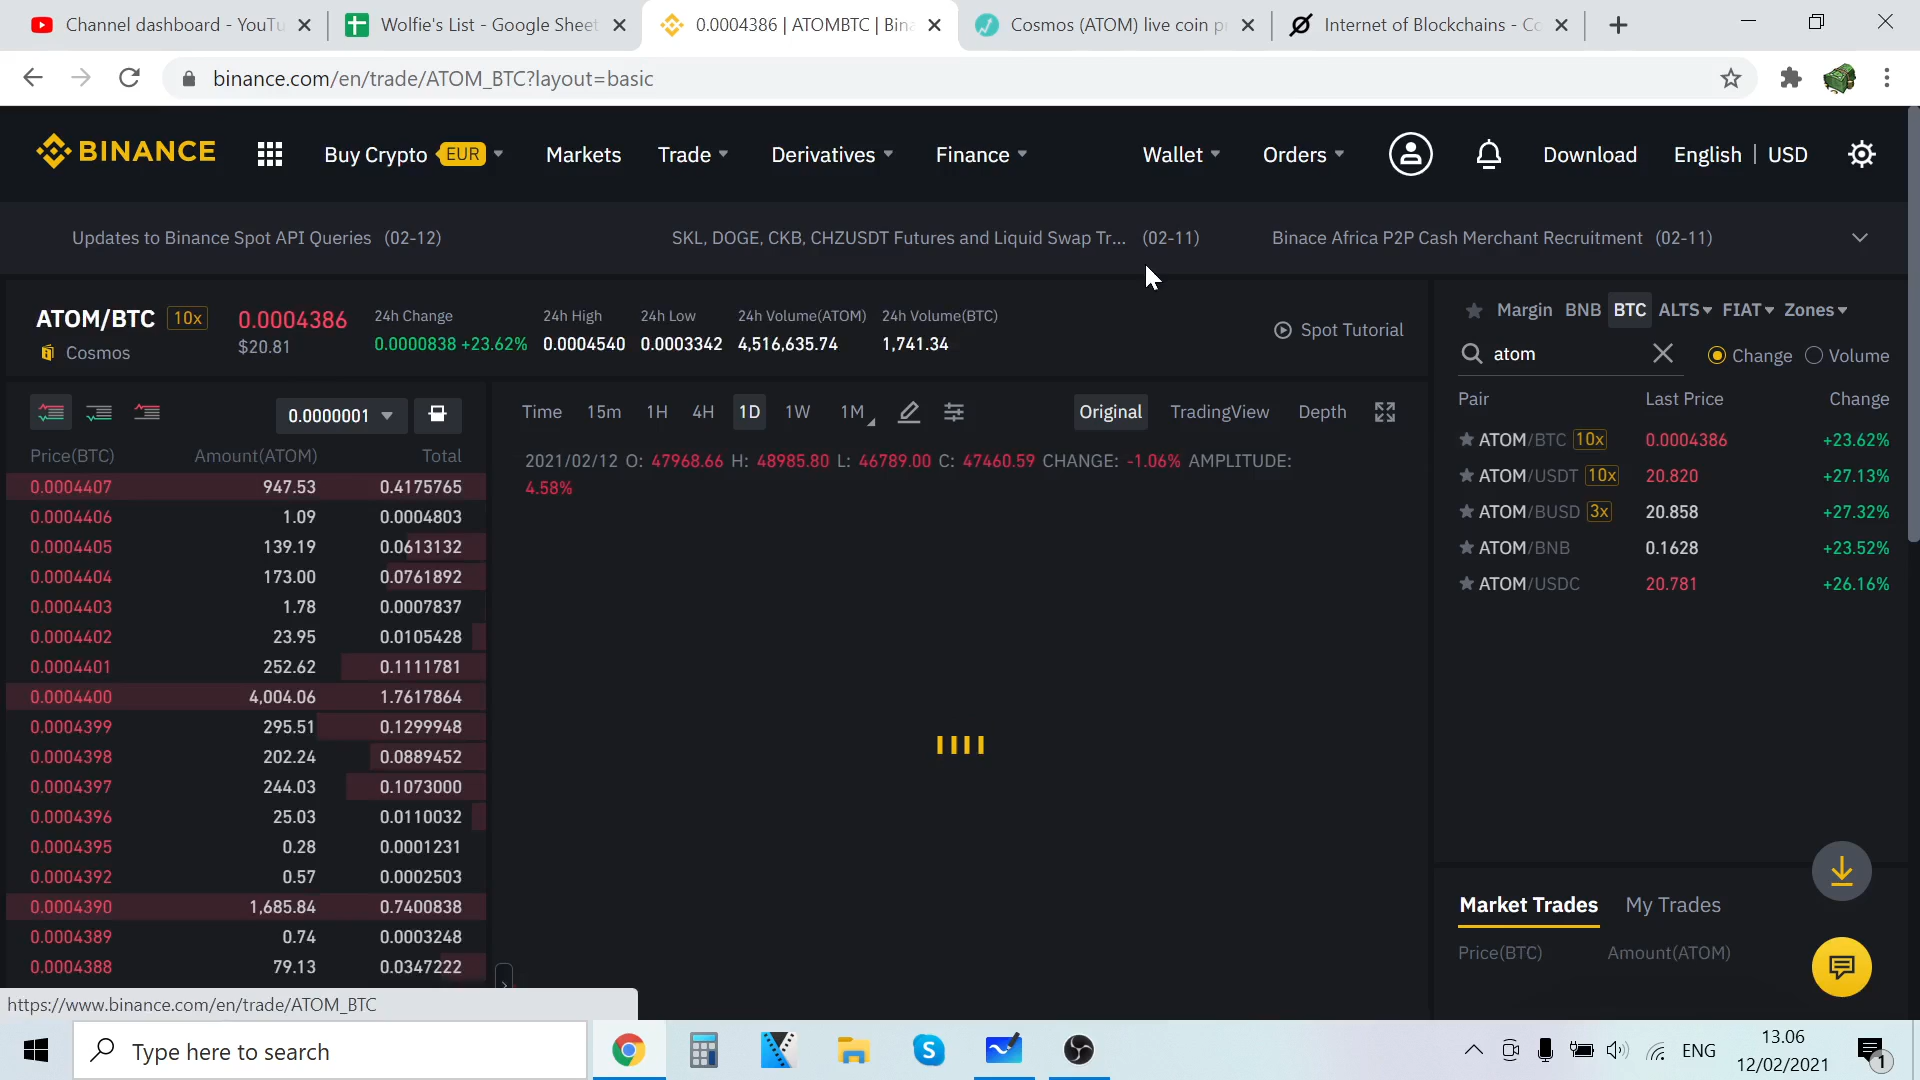 Channel dashboard - YouTu
Wolfie's List - Google Sheet
0.0004386 | ATOMBTC | Bina
Cosmos (ATOM) live coin pr
Internet of Blockchains - Co
binance.com/en/trade/ATOM_BTC?layout=basic
BINANCE
Buy Crypto EUR
Markets
Trade
Derivatives
Finance
Wallet
Orders
Download
English | USD
Updates to Binance Spot API Queries (02-12)
SKL, DOGE, CKB, CHZUSDT Futures and Liquid Swap Tr... (02-11)
Binace Africa P2P Cash Merchant Recruitment (02-11)
ATOM/BTC 10x
Cosmos
0.0004386
$20.81
24h Change
0.0000838 +23.62%
24h High
0.0004540
24h Low
0.0003342
24h Volume(ATOM)
4,516,635.74
24h Volume(BTC)
1,741.34
Spot Tutorial
Margin BNB BTC ALTS FIAT Zones
atom
Change Volume
Pair Last Price Change
ATOM/BTC 10x 0.0004386 +23.62%
ATOM/USDT 10x 20.820 +27.13%
ATOM/BUSD 3x 20.858 +27.32%
ATOM/BNB 0.1628 +23.52%
ATOM/USDC 20.781 +26.16%
0.0000001
Price(BTC) Amount(ATOM) Total
0.0004407 947.53 0.4175765
0.0004406 1.09 0.0004803
0.0004405 139.19 0.0613132
0.0004404 173.00 0.0761892
0.0004403 1.78 0.0007837
0.0004402 23.95 0.0105428
0.0004401 252.62 0.1111781
0.0004400 4,004.06 1.7617864
0.0004399 295.51 0.1299948
0.0004398 202.24 0.0889452
0.0004397 244.03 0.1073000
0.0004396 25.03 0.0110032
0.0004395 0.28 0.0001231
0.0004392 0.57 0.0002503
0.0004390 1,685.84 0.7400838
0.0004389 0.74 0.0003248
0.0004388 79.13 0.0347222
Time 15m 1H 4H 1D 1W 1M
Original TradingView Depth
2021/02/12 O: 47968.66 H: 48985.80 L: 46789.00 C: 47460.59 CHANGE: -1.06% AMPLITUDE:
4.58%
Market Trades My Trades
Price(BTC) Amount(ATOM)
https://www.binance.com/en/trade/ATOM_BTC
Type here to search
ENG
13.06
12/02/2021
1